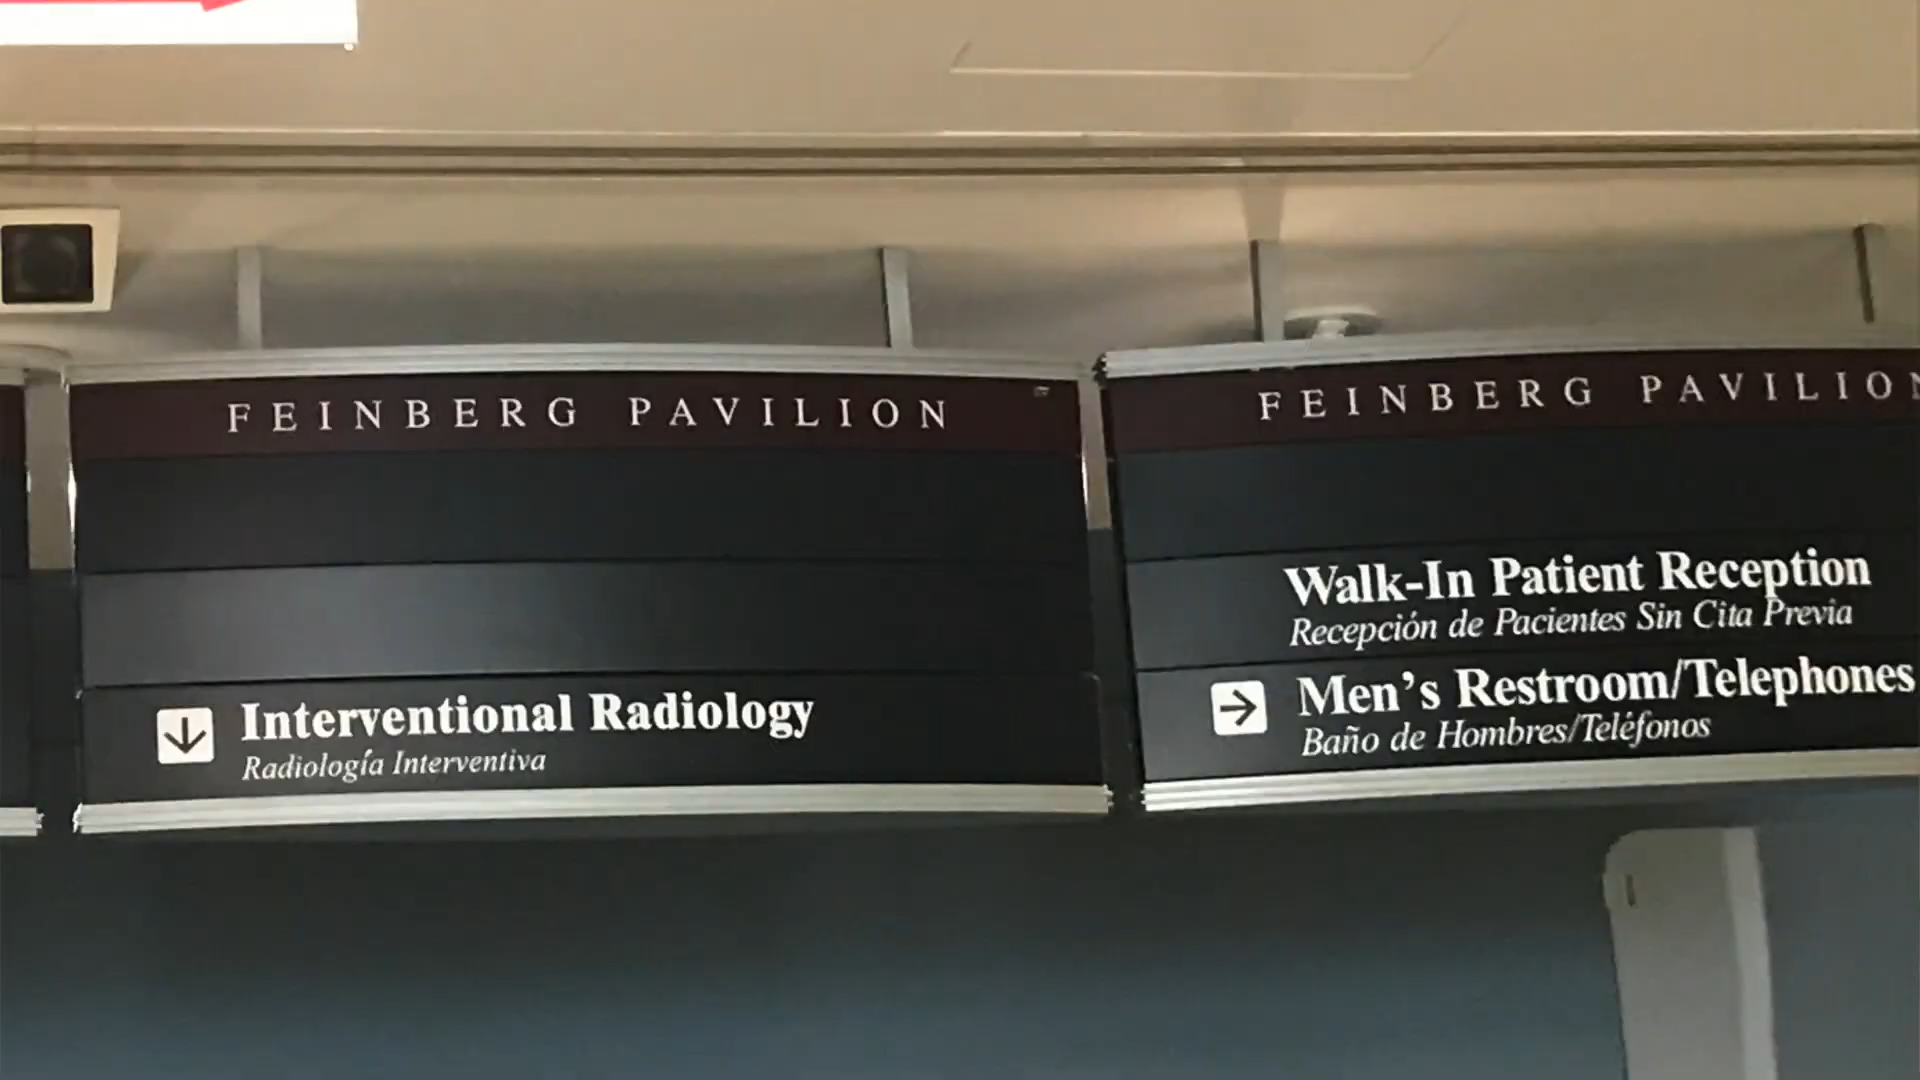 FEINBERG PAVILION
Interventional Radiology
Radiología Interventiva
FEINBERG PAVILION
Walk-In Patient Reception
Recepción de Pacientes Sin Cita Previa
Men's Restroom/Telephones
Baño de Hombres/Teléfonos